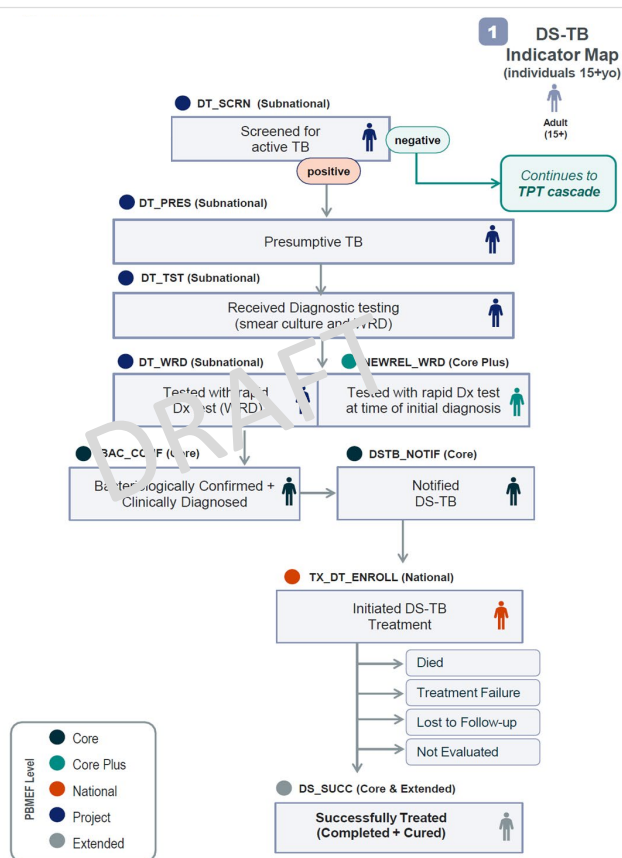 1
DS-TB
Indicator Map
(individuals 15+yo)
Adult
(15+)
DT_SCRN (Subnational)
Screened for
active TB
negative
positive
Continues to
TPT cascade
DT_PRES (Subnational)
Presumptive TB
DT_TST (Subnational)
Received Diagnostic testing
(smear culture and WRD)
DT_WRD (Subnational)
NEWREL_WRD (Core Plus)
Tested with rapid
Dx test (WRD)
Tested with rapid Dx test
at time of initial diagnosis
DRAFT
BAC_CONF (Core)
DSTB_NOTIF (Core)
Bacteriologically Confirmed +
Clinically Diagnosed
Notified
DS-TB
TX_DT_ENROLL (National)
Initiated DS-TB
Treatment
Died
Treatment Failure
Lost to Follow-up
Not Evaluated
DS_SUCC (Core & Extended)
Successfully Treated
(Completed + Cured)
PBMEF Level
Core
Core Plus
National
Project
Extended